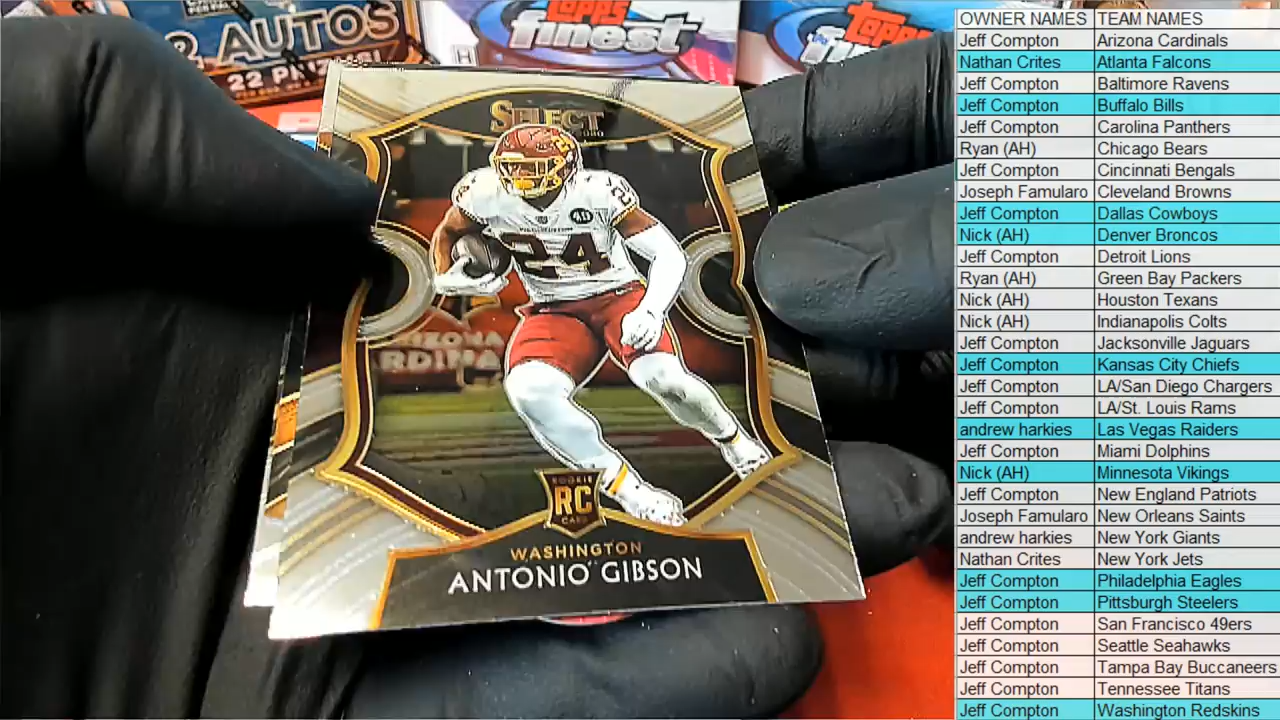 2 AUTOS
22 PRIZMS!
Topps
finest
Topps
SELECT
24
24
ARIZONA
CARDINALS
ROOKIE
RC
CARD
WASHINGTON
ANTONIO GIBSON
OWNER NAMES TEAM NAMES
Jeff Compton Arizona Cardinals
Nathan Crites Atlanta Falcons
Jeff Compton Baltimore Ravens
Jeff Compton Buffalo Bills
Jeff Compton Carolina Panthers
Ryan (AH) Chicago Bears
Jeff Compton Cincinnati Bengals
Joseph Famularo Cleveland Browns
Jeff Compton Dallas Cowboys
Nick (AH) Denver Broncos
Jeff Compton Detroit Lions
Ryan (AH) Green Bay Packers
Nick (AH) Houston Texans
Nick (AH) Indianapolis Colts
Jeff Compton Jacksonville Jaguars
Jeff Compton Kansas City Chiefs
Jeff Compton LA/San Diego Chargers
Jeff Compton LA/St. Louis Rams
andrew harkies Las Vegas Raiders
Jeff Compton Miami Dolphins
Nick (AH) Minnesota Vikings
Jeff Compton New England Patriots
Joseph Famularo New Orleans Saints
andrew harkies New York Giants
Nathan Crites New York Jets
Jeff Compton Philadelphia Eagles
Jeff Compton Pittsburgh Steelers
Jeff Compton San Francisco 49ers
Jeff Compton Seattle Seahawks
Jeff Compton Tampa Bay Buccaneers
Jeff Compton Tennessee Titans
Jeff Compton Washington Redskins